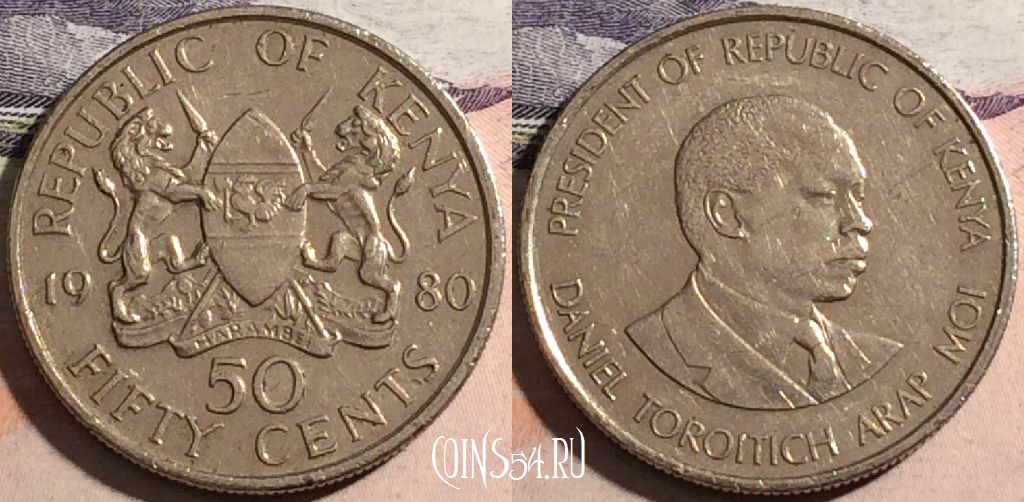 REPUBLIC OF KENYA
19 80
HARAMBEE
50
FIFTY CENTS
PRESIDENT OF REPUBLIC OF KENYA
DANIEL TOROITICH ARAP MOI
COINS54.RU